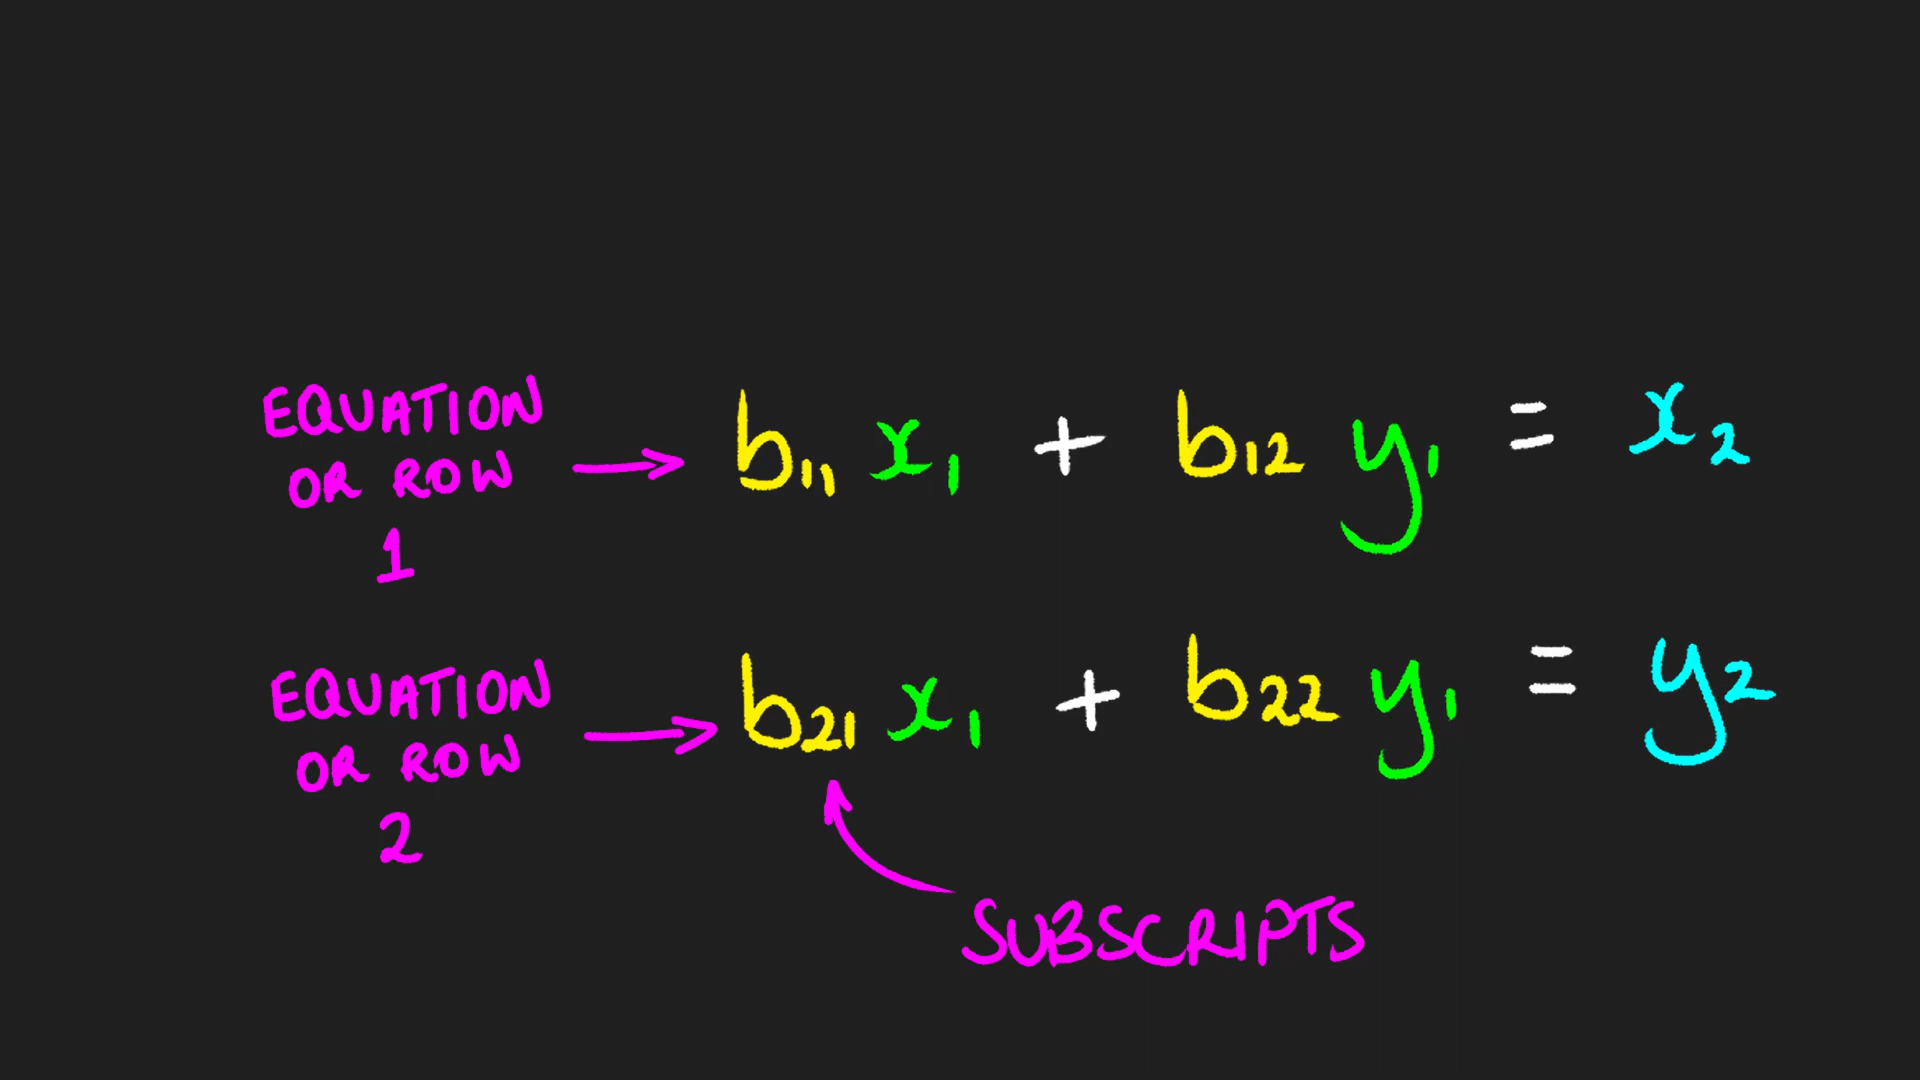 EQUATION
OR ROW
1
b₁₁ x₁ + b₁₂ y₁ = x₂
EQUATION
OR ROW
2
b₂₁ x₁ + b₂₂ y₁ = y₂
SUBSCRIPTS